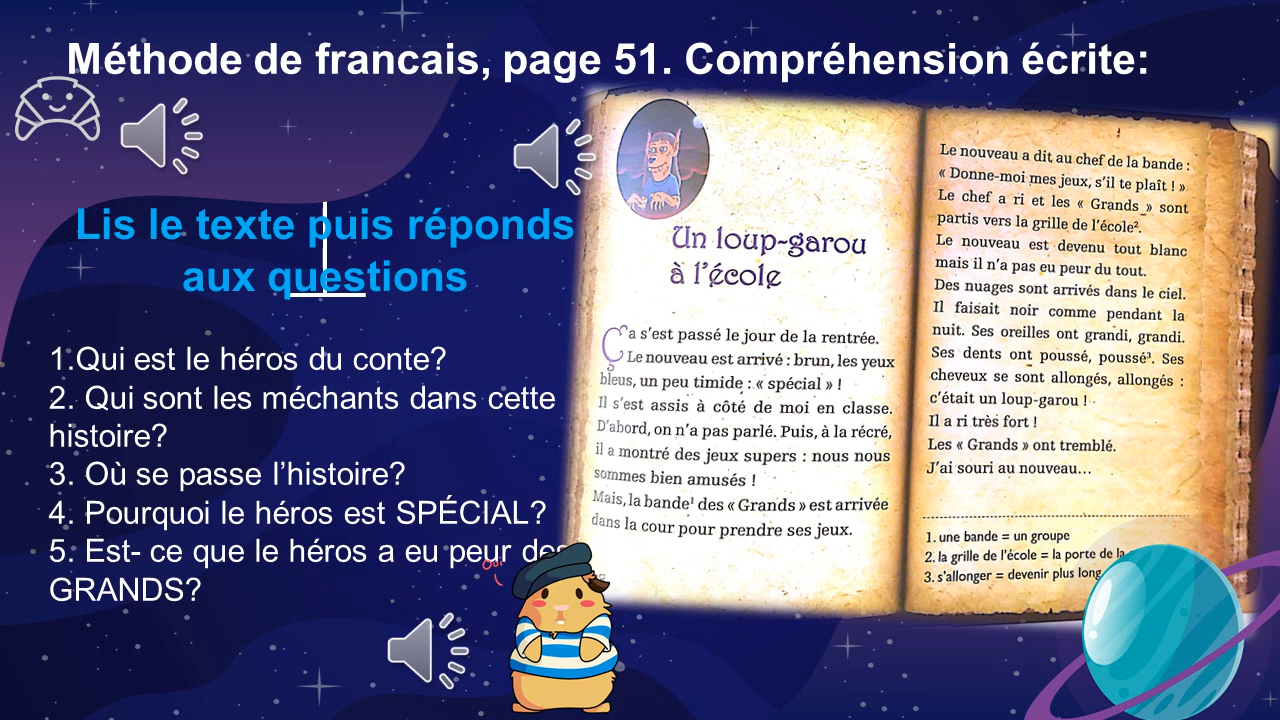 Méthode de francais, page 51. Compréhension écrite:
Lis le texte puis réponds
aux questions
1.Qui est le héros du conte?
2. Qui sont les méchants dans cette
histoire?
3. Où se passe l’histoire?
4. Pourquoi le héros est SPÉCIAL?
5. Est- ce que le héros a eu peur des
GRANDS?
Un loup-garou
à l’école
Ça s’est passé le jour de la rentrée.
Le nouveau est arrivé : brun, les yeux
bleus, un peu timide : « spécial » !
Il s’est assis à côté de moi en classe.
D’abord, on n’a pas parlé. Puis, à la récré,
il a montré des jeux supers : nous nous
sommes bien amusés !
Mais, la bande¹ des « Grands » est arrivée
dans la cour pour prendre ses jeux.
Le nouveau a dit au chef de la bande :
« Donne-moi mes jeux, s’il te plaît ! »
Le chef a ri et les « Grands » sont
partis vers la grille de l’école².
Le nouveau est devenu tout blanc
mais il n’a pas eu peur du tout.
Des nuages sont arrivés dans le ciel.
Il faisait noir comme pendant la
nuit. Ses oreilles ont grandi, grandi.
Ses dents ont poussé, poussé³. Ses
cheveux se sont allongés, allongés :
c’était un loup-garou !
Il a ri très fort !
Les « Grands » ont tremblé.
J’ai souri au nouveau...
1. une bande = un groupe
2. la grille de l’école = la porte de la
3. s’allonger = devenir plus long